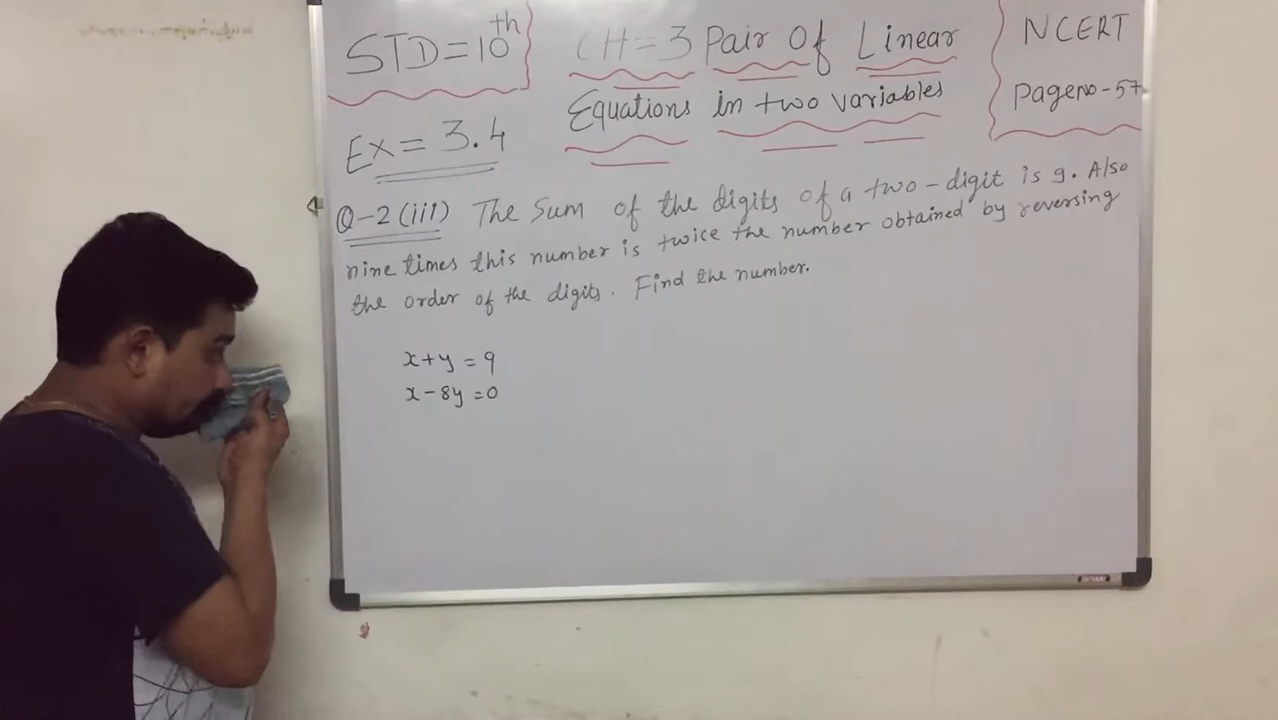 STD=10th
CH=3 Pair Of Linear
Equations in two variables
NCERT
Pageno-57
Ex=3.4
Q-2(iii) The Sum of the digits of a two-digit is 9. Also
nine times this number is twice the number obtained by reversing
the order of the digits. Find the number.
x+y=9
x-8y=0